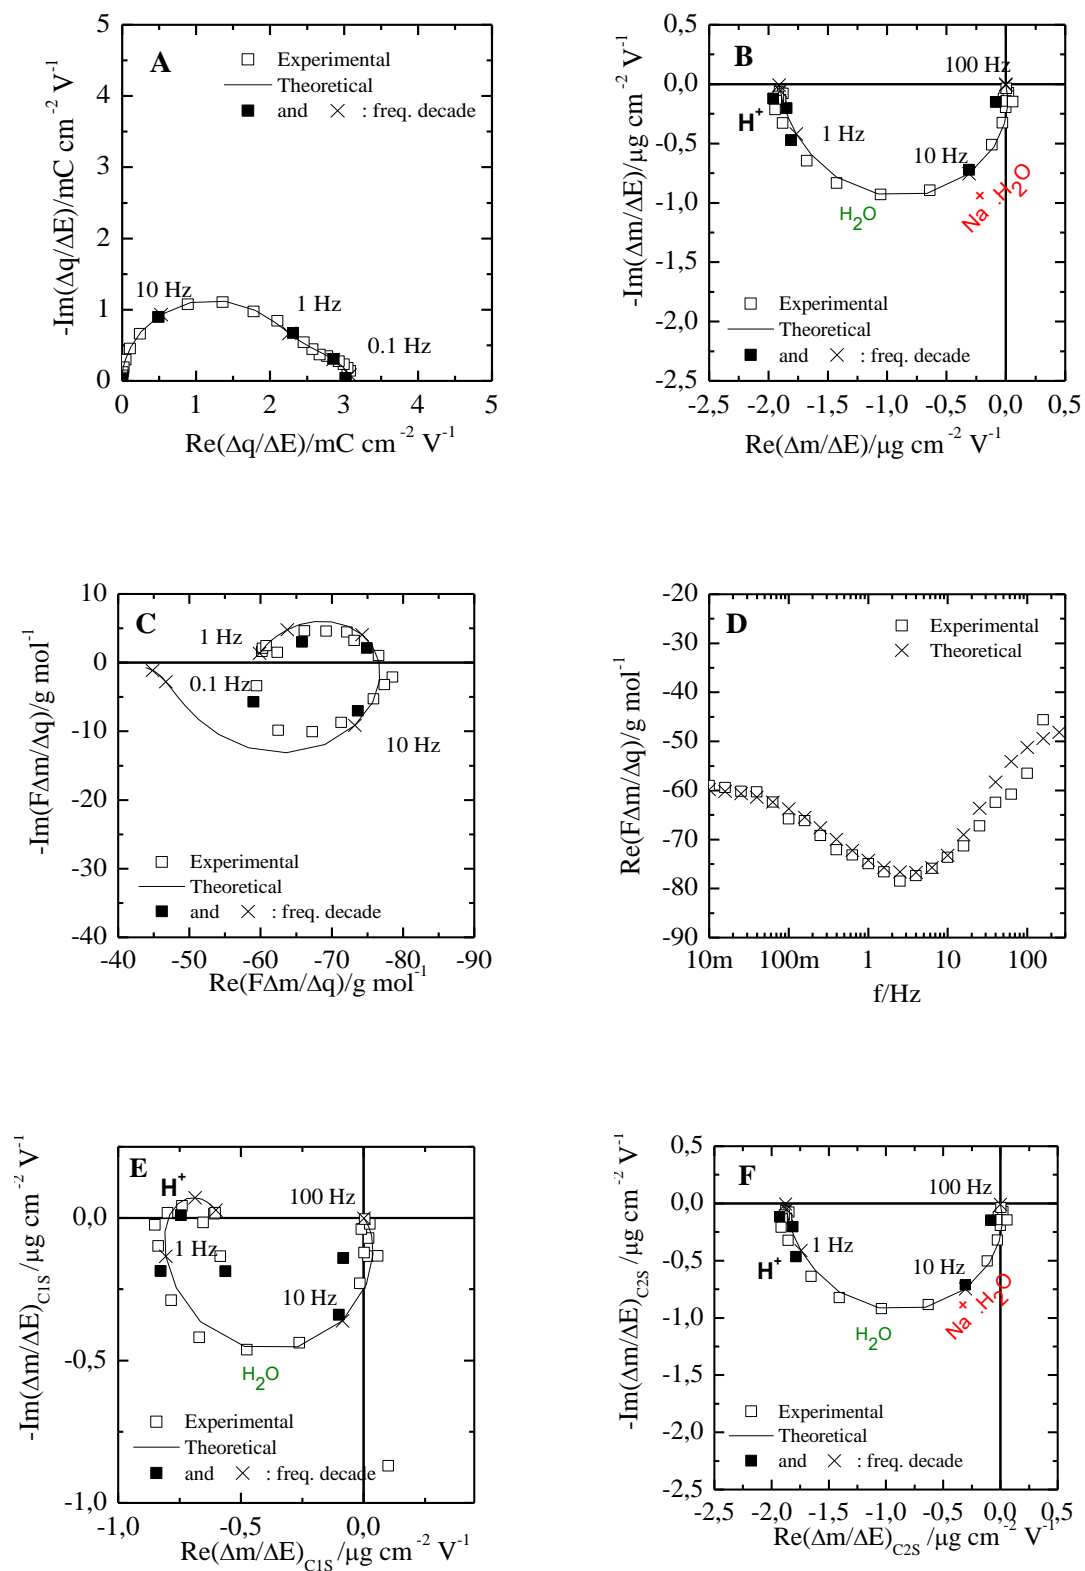 A
Experimental
Theoretical
and : freq. decade
10 Hz
1 Hz
0.1 Hz
5
4
3
2
1
0
0 1 2 3 4 5
-Im(Δq/ΔE)/mC cm-2 V-1
Re(Δq/ΔE)/mC cm-2 V-1
B
100 Hz
H+
1 Hz
10 Hz
H2O
Na+.H2O
Experimental
Theoretical
and : freq. decade
0,5
0,0
-0,5
-1,0
-1,5
-2,0
-2,5
-2,5 -2,0 -1,5 -1,0 -0,5 0,0 0,5
-Im(Δm/ΔE)/μg cm-2 V-1
Re(Δm/ΔE)/μg cm-2 V-1
C
1 Hz
0.1 Hz
10 Hz
Experimental
Theoretical
and : freq. decade
10
0
-10
-20
-30
-40
-40 -50 -60 -70 -80 -90
-Im(FΔm/Δq)/g mol-1
Re(FΔm/Δq)/g mol-1
D
Experimental
Theoretical
-20
-30
-40
-50
-60
-70
-80
-90
10m 100m 1 10 100
Re(FΔm/Δq)/g mol-1
f/Hz
E
H+
100 Hz
1 Hz
10 Hz
H2O
Experimental
Theoretical
and : freq. decade
0,0
-0,5
-1,0
-1,0 -0,5 0,0
-Im(Δm/ΔE)C1S /μg cm-2 V-1
Re(Δm/ΔE)C1S /μg cm-2 V-1
F
100 Hz
H+
1 Hz
10 Hz
H2O
Na+.H2O
Experimental
Theoretical
and : freq. decade
0,5
0,0
-0,5
-1,0
-1,5
-2,0
-2,5
-2,5 -2,0 -1,5 -1,0 -0,5 0,0 0,5
-Im(Δm/ΔE)C2S /μg cm-2 V-1
Re(Δm/ΔE)C2S /μg cm-2 V-1